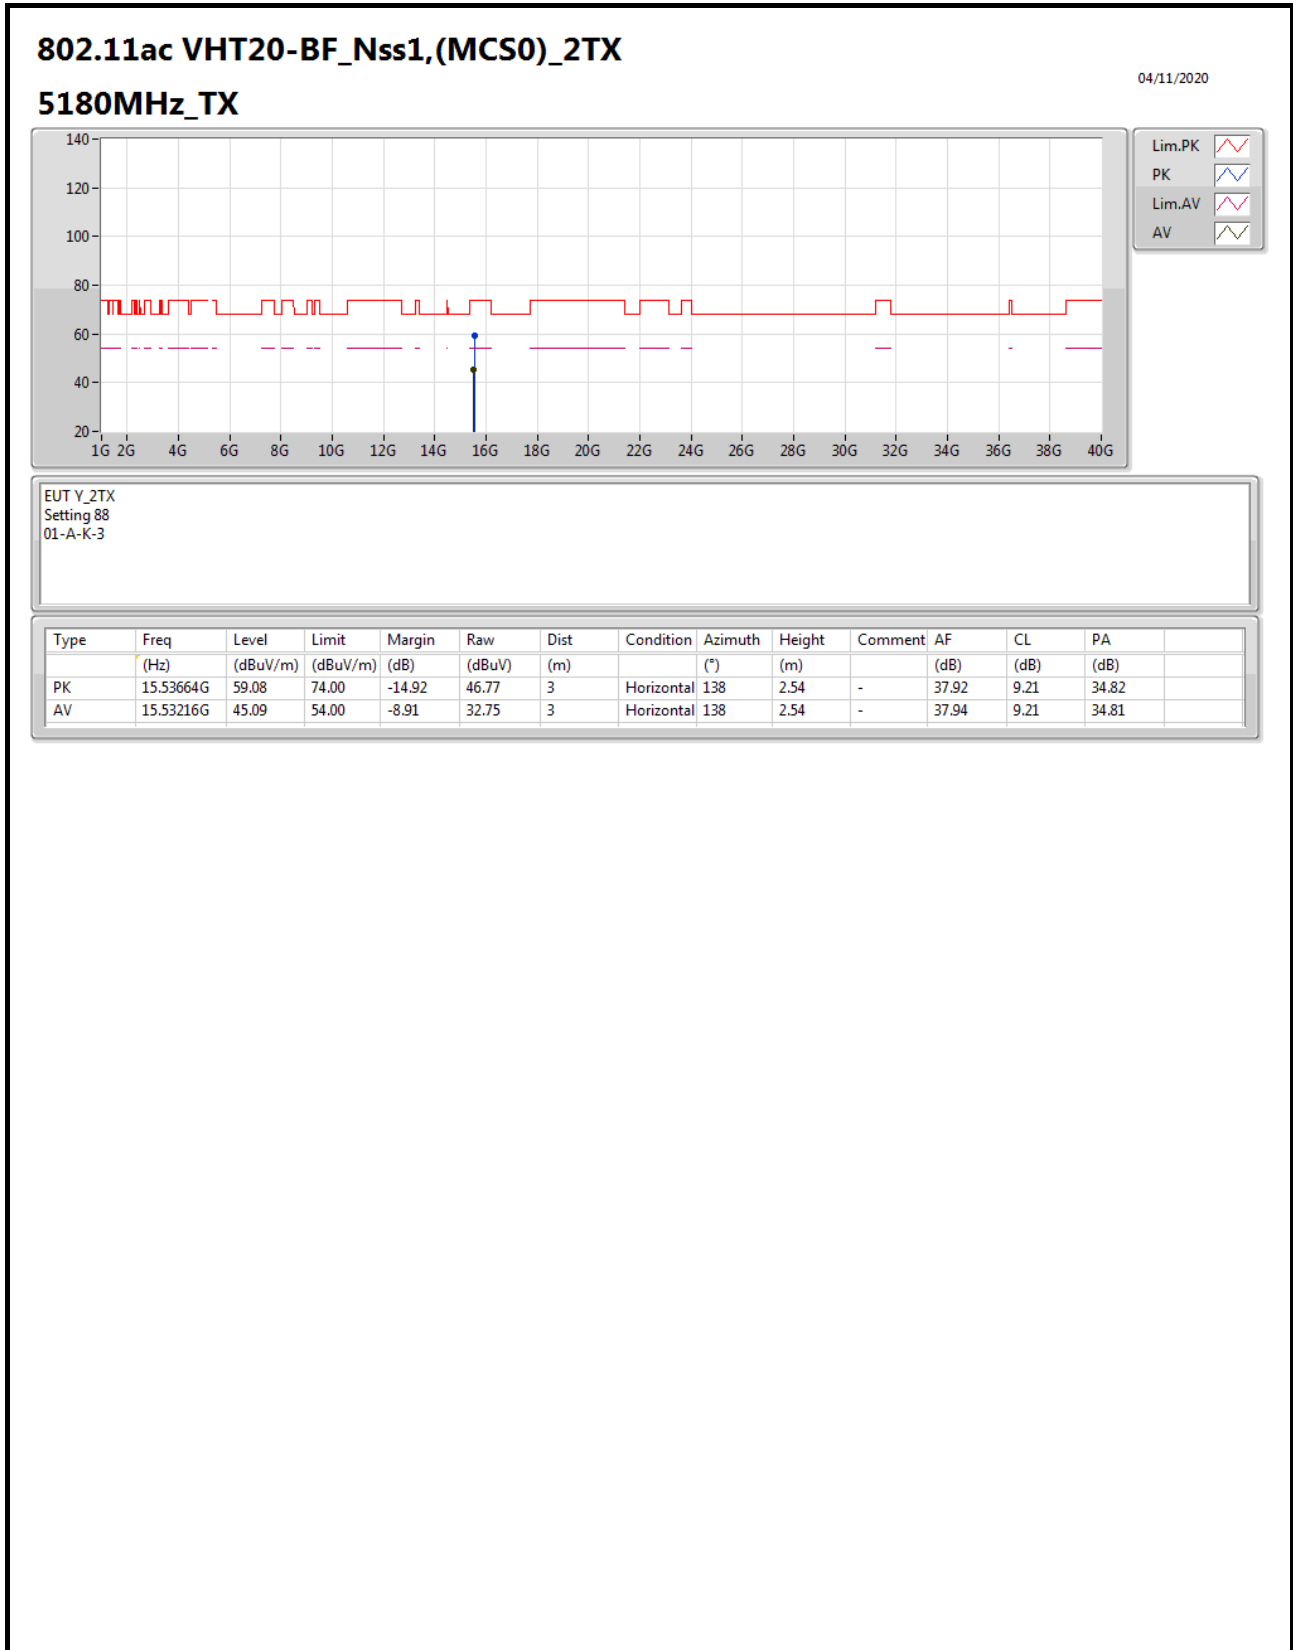 802.11ac VHT20-BF_Nss1,(MCS0)_2TX
04/11/2020
5180MHz_TX
140
120
100
80
60
40
20
1G 2G 4G 6G 8G 10G 12G 14G 16G 18G 20G 22G 24G 26G 28G 30G 32G 34G 36G 38G 40G
Lim.PK
PK
Lim.AV
AV
EUT Y_2TX
Setting 88
01-A-K-3
Type Freq Level Limit Margin Raw Dist Condition Azimuth Height Comment AF CL PA
(Hz) (dBuV/m) (dBuV/m) (dB) (dBuV) (m) (°) (m) (dB) (dB) (dB)
PK 15.53664G 59.08 74.00 -14.92 46.77 3 Horizontal 138 2.54 - 37.92 9.21 34.82
AV 15.53216G 45.09 54.00 -8.91 32.75 3 Horizontal 138 2.54 - 37.94 9.21 34.81